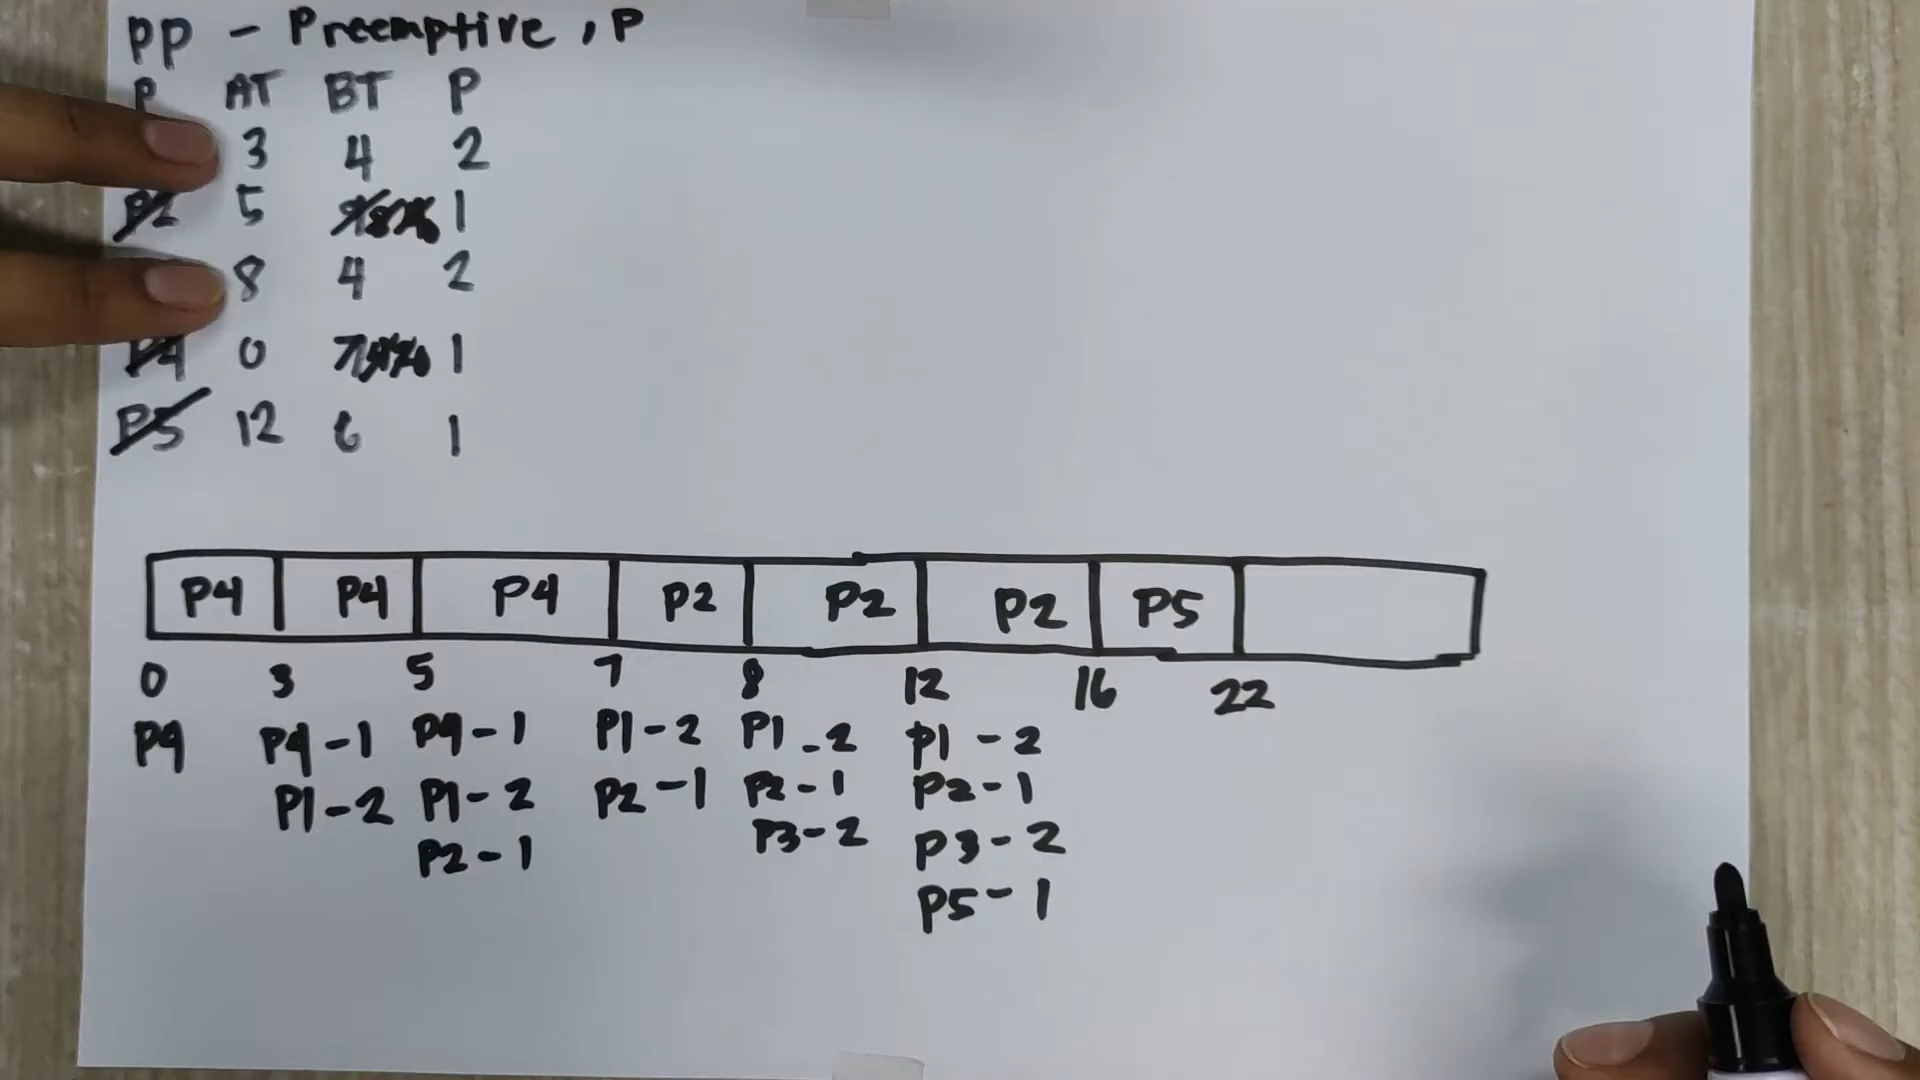 PP - Preemptive, P
P AT BT P
3 4 2
P2 5 1
8 4 2
P4 0 1
P5 12 6 1
P4 P4 P4 P2 P2 P2 P5
0 3 5 7 8 12 16 22
P4 P4-1 P4-1 P1-2 P1-2 P1-2
P1-2 P1-2 P2-1 P2-1 P2-1
P2-1 P3-2 P3-2
P5-1